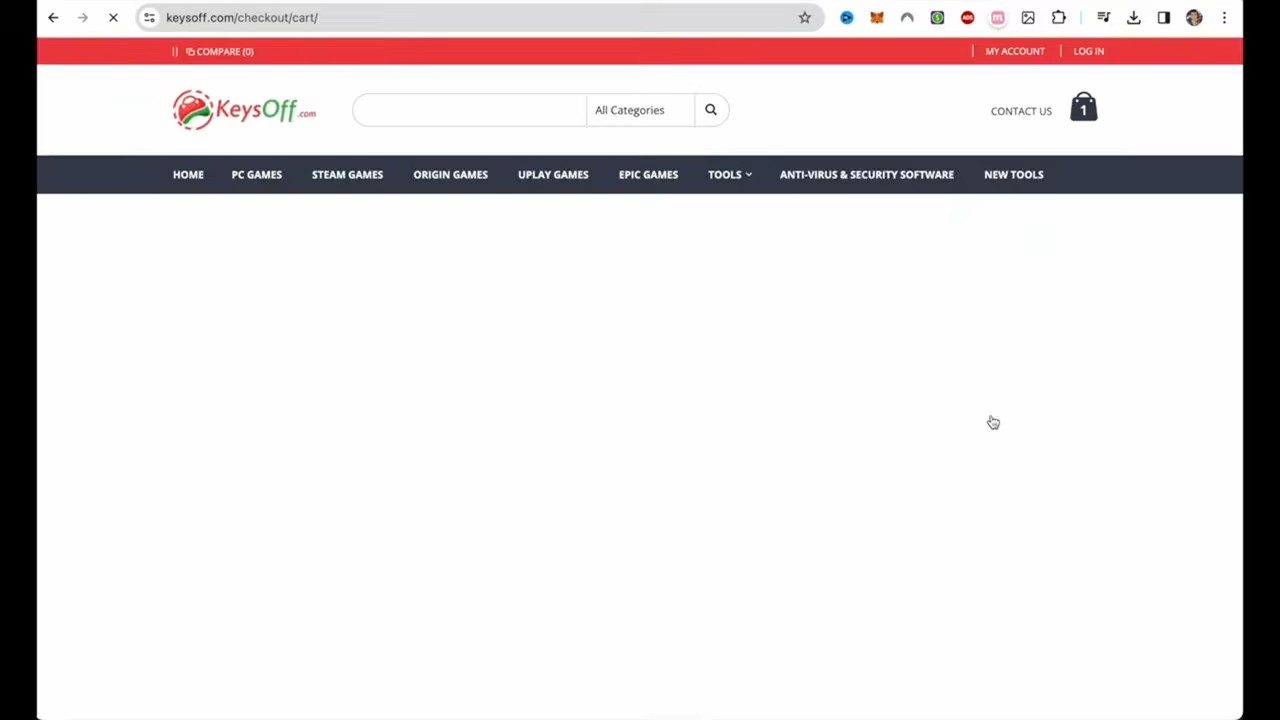 keysoff.com/checkout/cart/
ADS
m
COMPARE (0)
MY ACCOUNT
LOG IN
KeysOff.com
All Categories
CONTACT US
1
HOME
PC GAMES
STEAM GAMES
ORIGIN GAMES
UPLAY GAMES
EPIC GAMES
TOOLS
ANTI-VIRUS & SECURITY SOFTWARE
NEW TOOLS